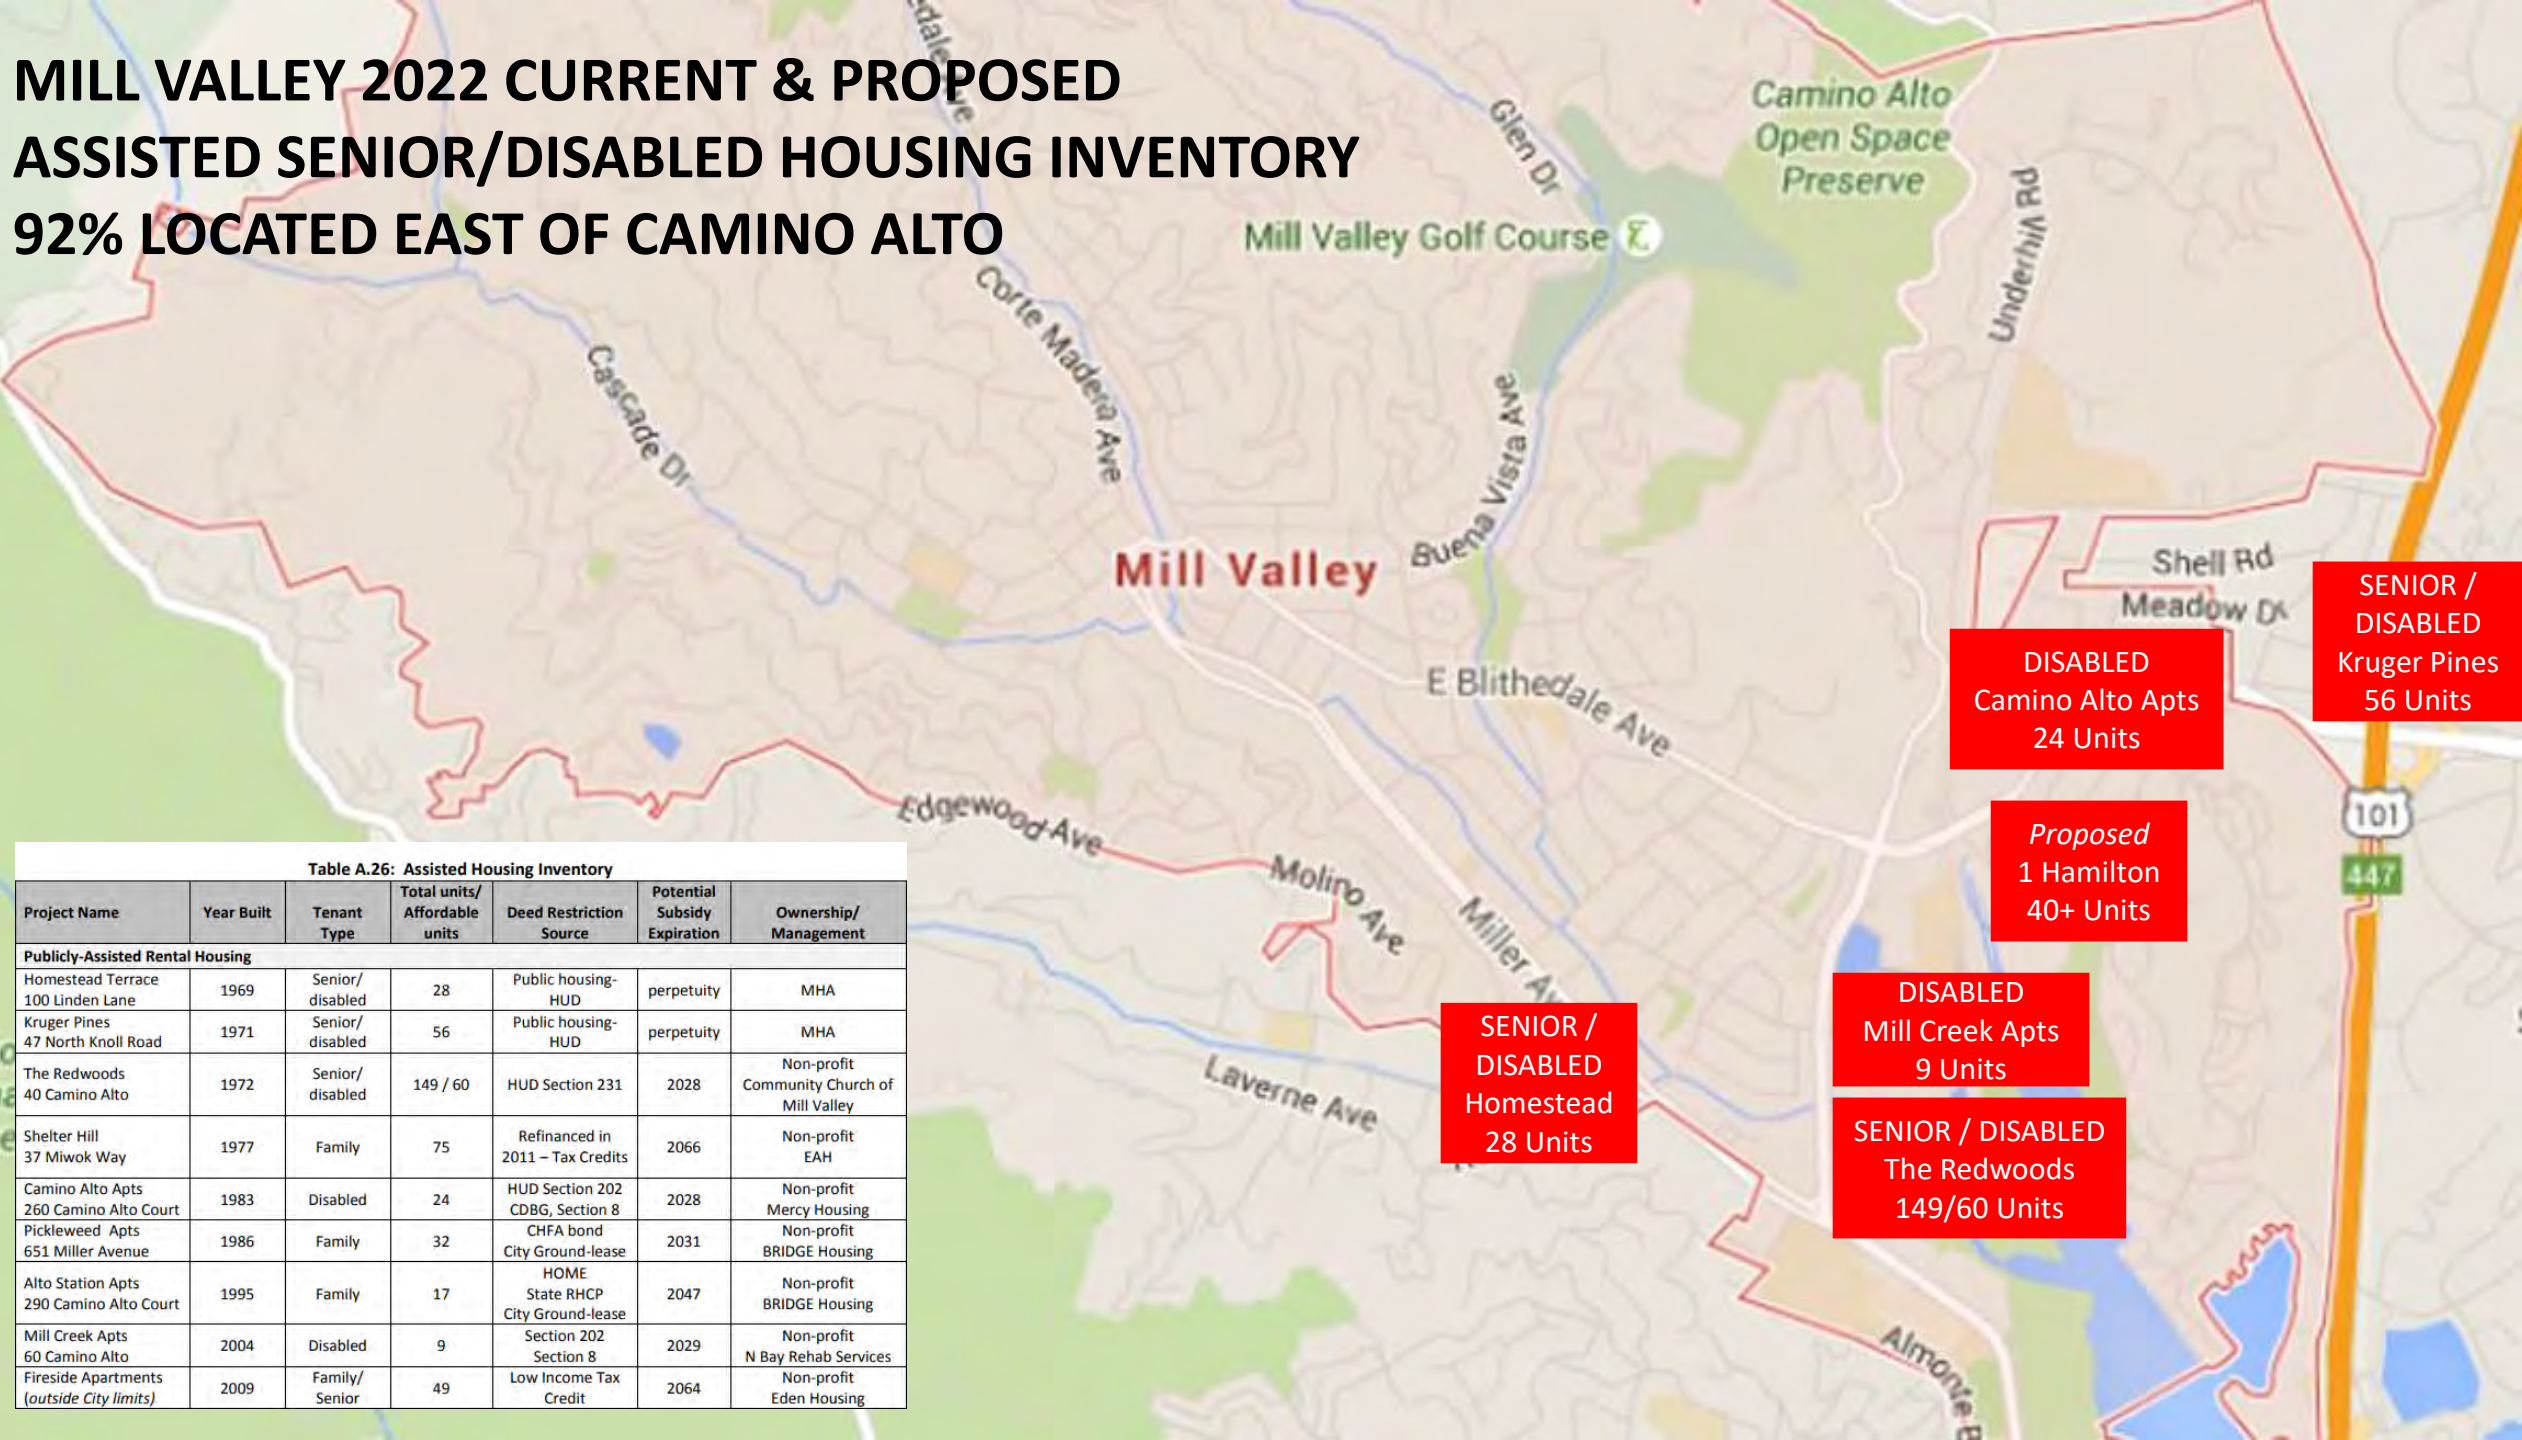 MILL VALLEY 2022 CURRENT & PROPOSED
ASSISTED SENIOR/DISABLED HOUSING INVENTORY
92% LOCATED EAST OF CAMINO ALTO
Glen Dr
Camino Alto
Open Space
Preserve
Underhill Rd
Mill Valley Golf Course
Corte Madera Ave
Cascade Dr
Buena Vista Ave
Mill Valley
Shell Rd
Meadow Dr
E Blithedale Ave
SENIOR /
DISABLED
Kruger Pines
56 Units
DISABLED
Camino Alto Apts
24 Units
101
447
Proposed
1 Hamilton
40+ Units
Edgewood Ave
Molino Ave
Miller Av
Laverne Ave
SENIOR /
DISABLED
Homestead
28 Units
DISABLED
Mill Creek Apts
9 Units
SENIOR / DISABLED
The Redwoods
149/60 Units
Almonte B
Table A.26: Assisted Housing Inventory
Project Name Year Built Tenant Type Total units/ Affordable units Deed Restriction Source Potential Subsidy Expiration Ownership/ Management
Publicly-Assisted Rental Housing
Homestead Terrace 100 Linden Lane 1969 Senior/ disabled 28 Public housing- HUD perpetuity MHA
Kruger Pines 47 North Knoll Road 1971 Senior/ disabled 56 Public housing- HUD perpetuity MHA
The Redwoods 40 Camino Alto 1972 Senior/ disabled 149 / 60 HUD Section 231 2028 Non-profit Community Church of Mill Valley
Shelter Hill 37 Miwok Way 1977 Family 75 Refinanced in 2011 – Tax Credits 2066 Non-profit EAH
Camino Alto Apts 260 Camino Alto Court 1983 Disabled 24 HUD Section 202 CDBG, Section 8 2028 Non-profit Mercy Housing
Pickleweed Apts 651 Miller Avenue 1986 Family 32 CHFA bond City Ground-lease 2031 Non-profit BRIDGE Housing
Alto Station Apts 290 Camino Alto Court 1995 Family 17 HOME State RHCP City Ground-lease 2047 Non-profit BRIDGE Housing
Mill Creek Apts 60 Camino Alto 2004 Disabled 9 Section 202 Section 8 2029 Non-profit N Bay Rehab Services
Fireside Apartments (outside City limits) 2009 Family/ Senior 49 Low Income Tax Credit 2064 Non-profit Eden Housing